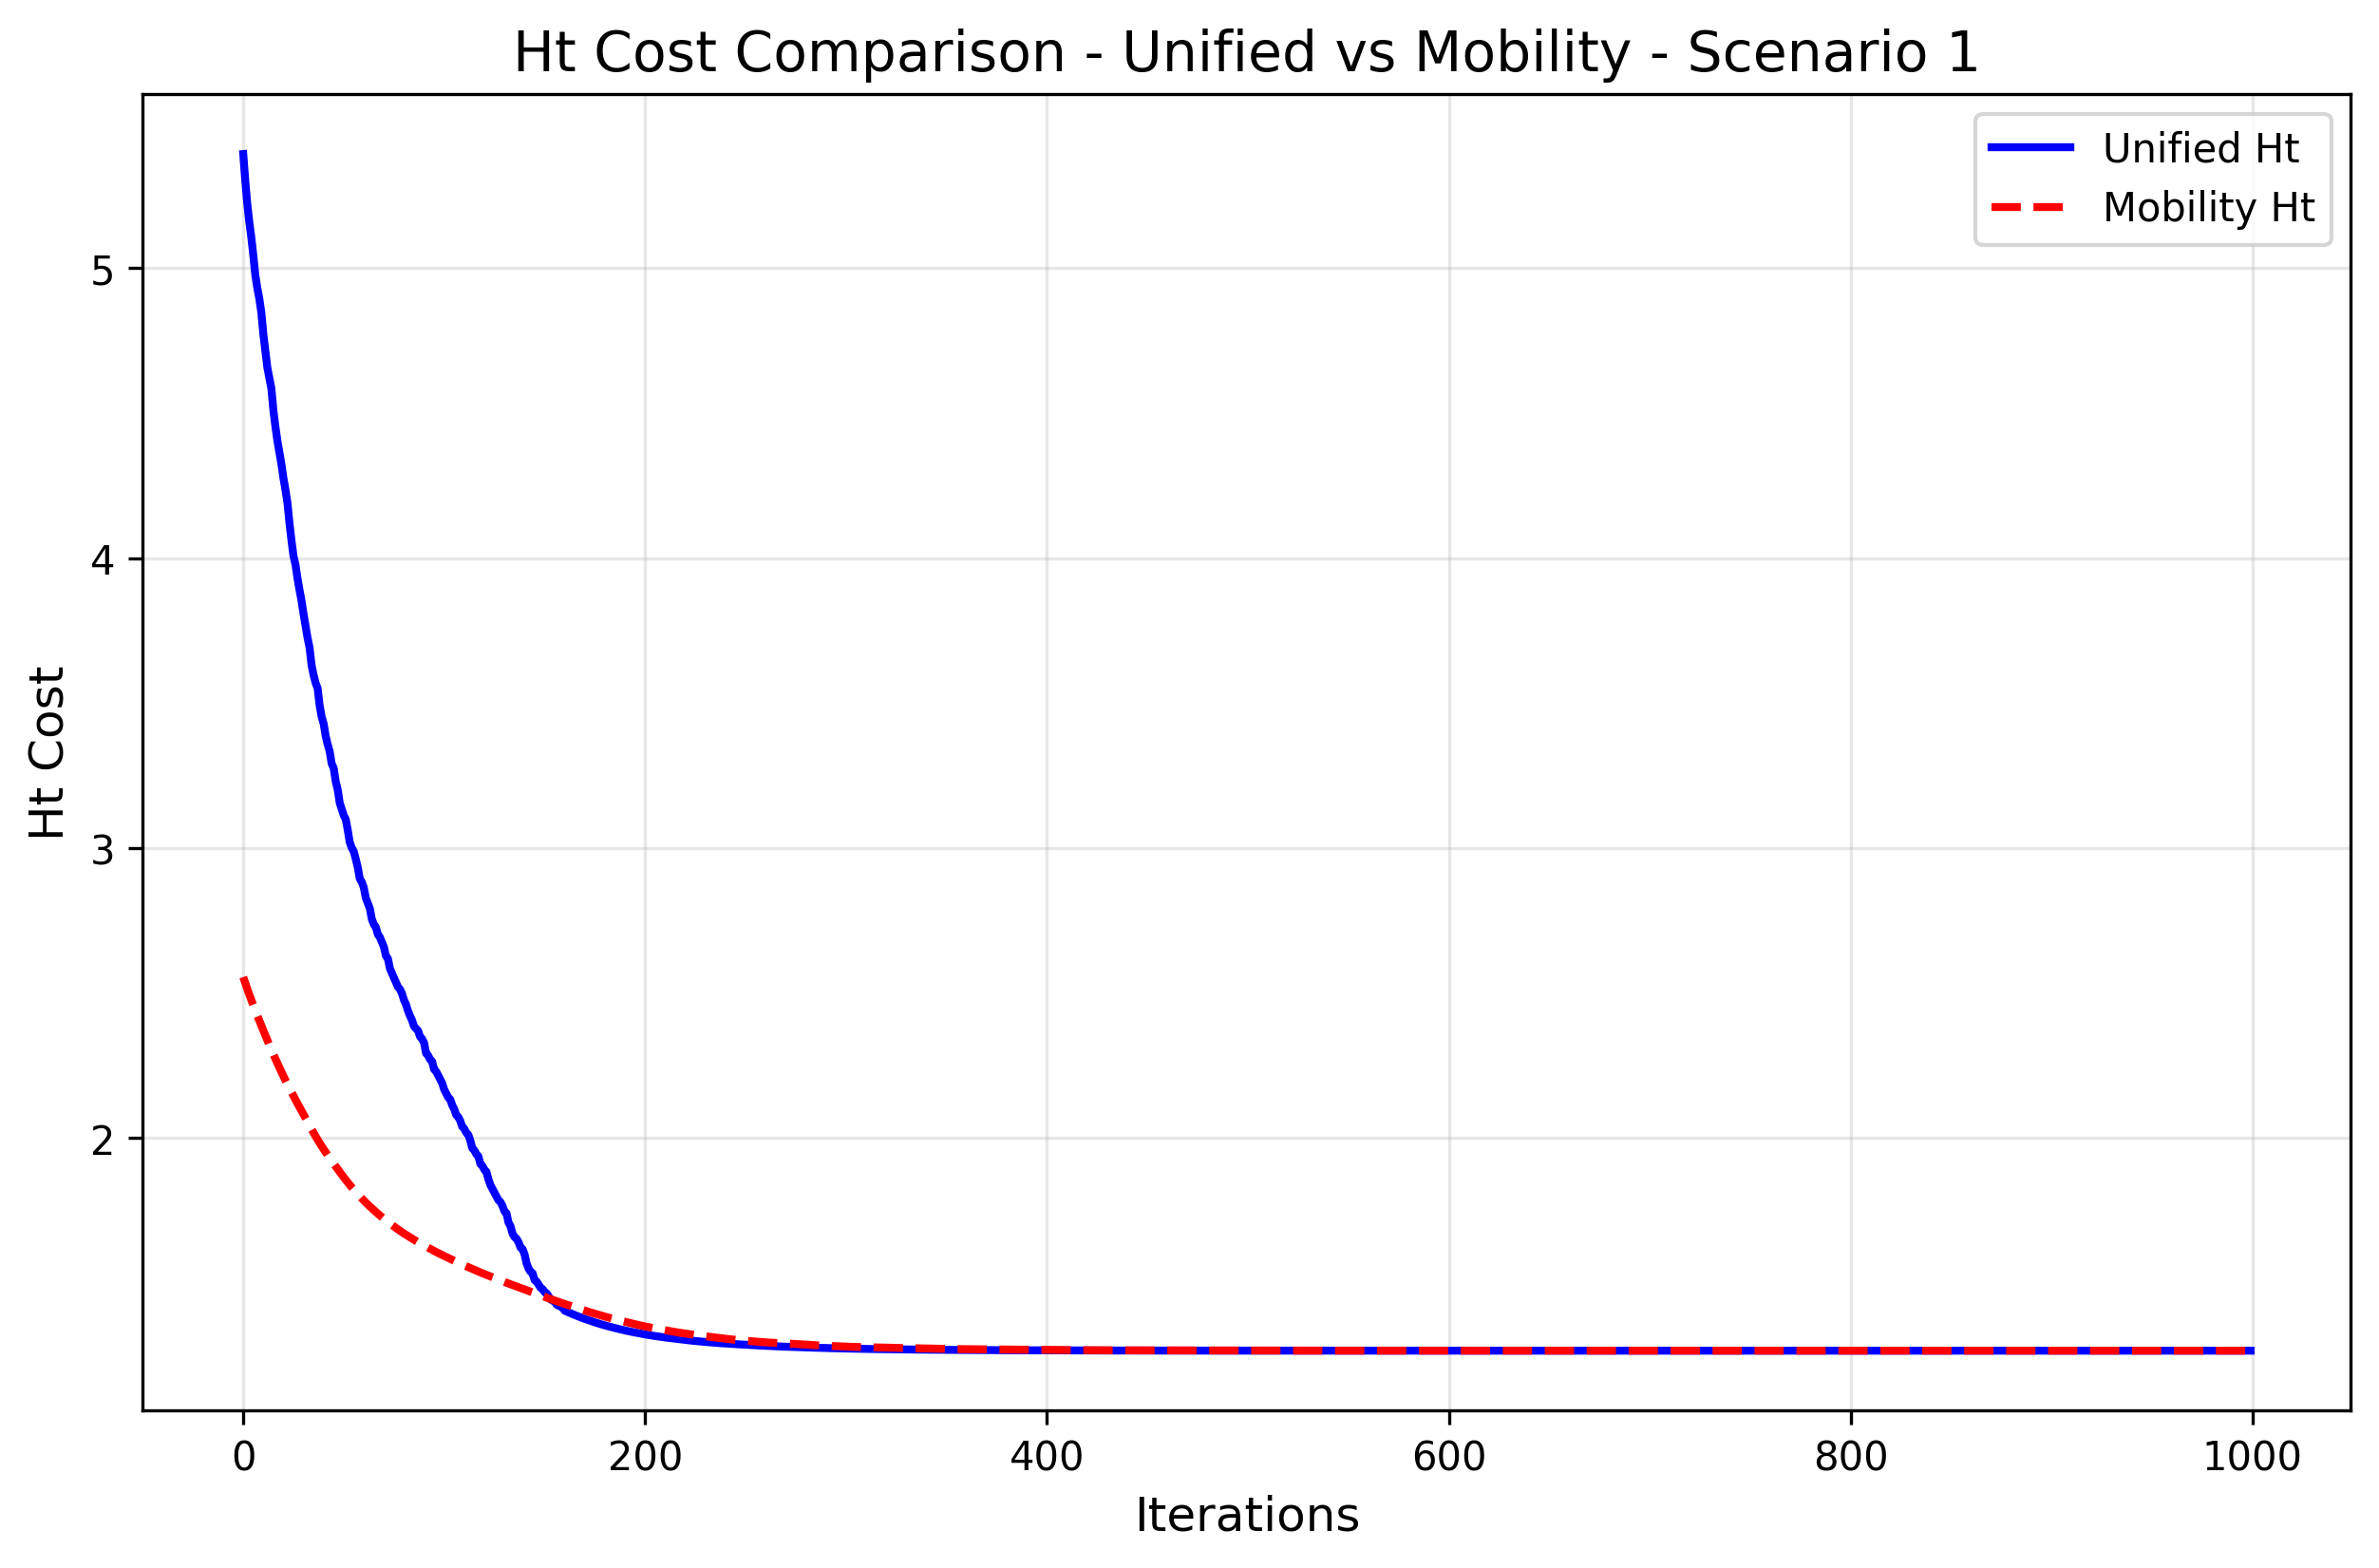 Ht Cost Comparison - Unified vs Mobility - Scenario 1
Unified Ht
Mobility Ht
5
4
3
2
Ht Cost
0 200 400 600 800 1000
Iterations